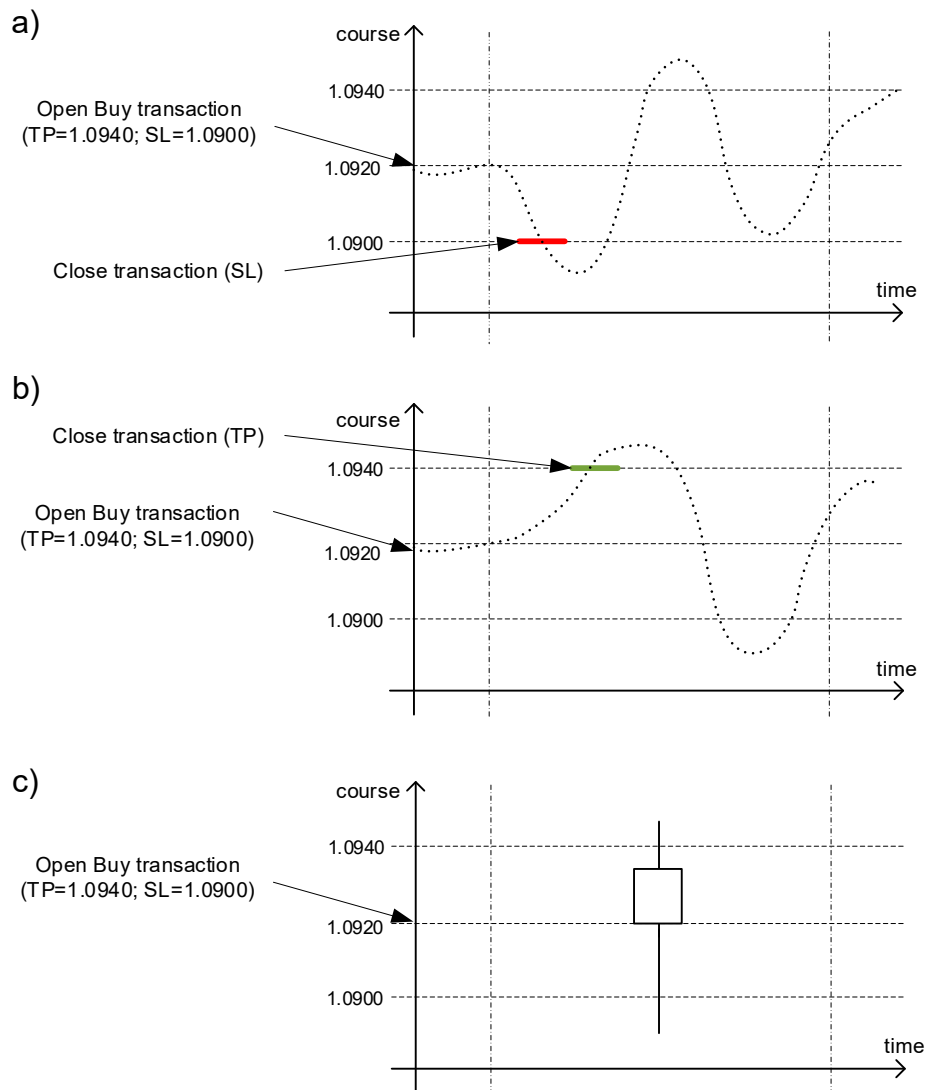 a)
course
1.0940
Open Buy transaction
(TP=1.0940; SL=1.0900)
1.0920
1.0900
Close transaction (SL)
time
b)
course
Close transaction (TP)
1.0940
Open Buy transaction
(TP=1.0940; SL=1.0900)
1.0920
1.0900
time
c)
course
1.0940
Open Buy transaction
(TP=1.0940; SL=1.0900)
1.0920
1.0900
time